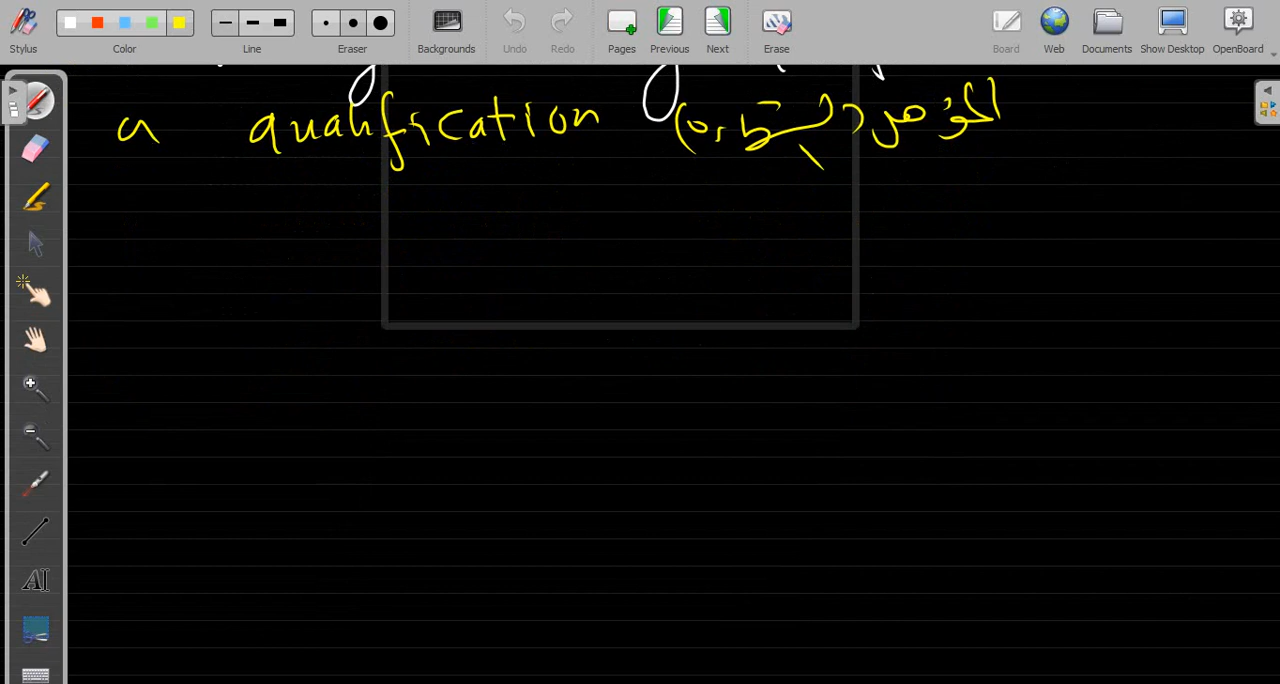 Stylus
Color
Line
Eraser
Backgrounds
Undo
Redo
Pages
Previous
Next
Erase
Board
Web
Documents
Show Desktop
OpenBoard
a qualification